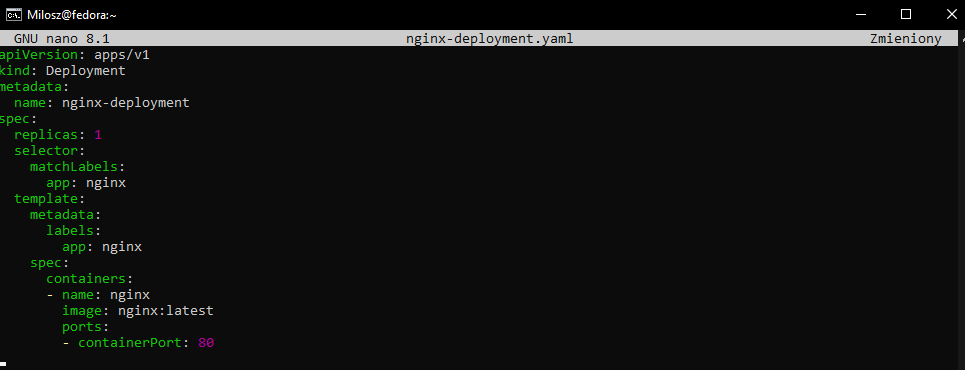 Milosz@fedora:~
GNU nano 8.1 nginx-deployment.yaml Zmieniony
apiVersion: apps/v1
kind: Deployment
metadata:
  name: nginx-deployment
spec:
  replicas: 1
  selector:
    matchLabels:
      app: nginx
  template:
    metadata:
      labels:
        app: nginx
    spec:
      containers:
      - name: nginx
        image: nginx:latest
        ports:
        - containerPort: 80